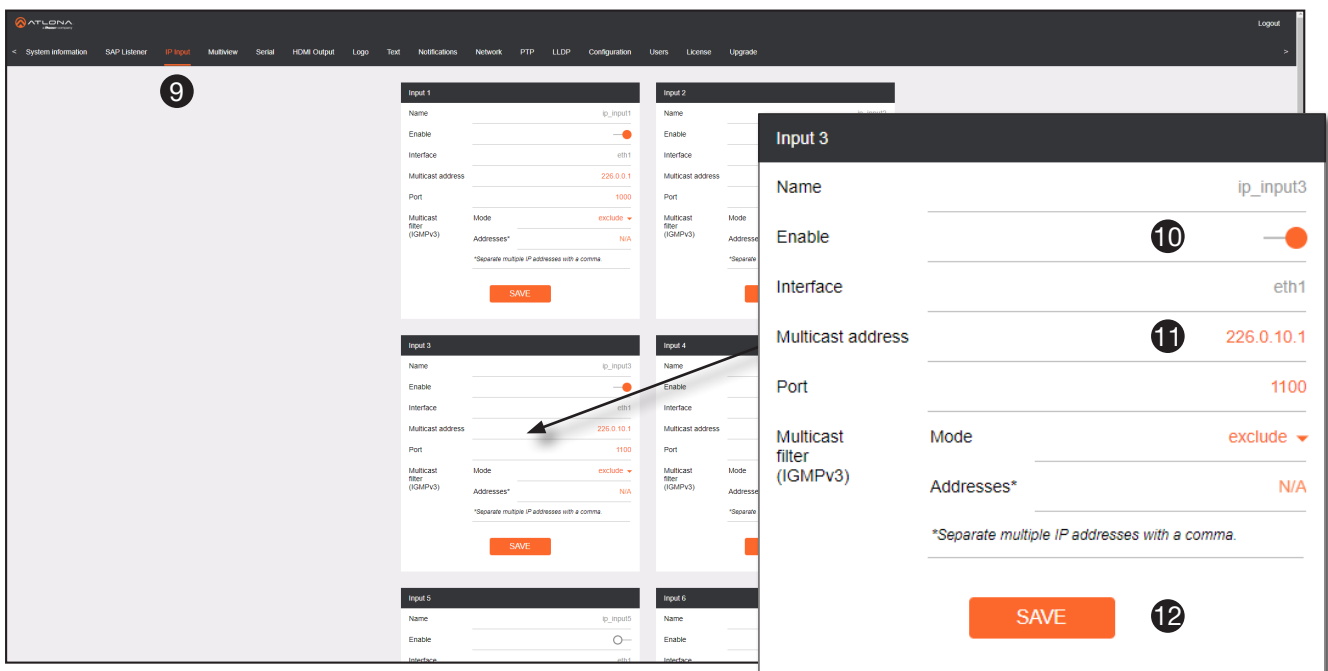 ATLONA
Logout
< System information SAP Listener IP Input Multiview Serial HDMI Output Logo Text Notifications Network PTP LLDP Configuration Users License Upgrade >
9
Input 1
Name ip_input1
Enable
Interface eth1
Multicast address 226.0.0.1
Port 1000
Multicast filter (IGMPv3)
Mode exclude
Addresses* N/A
*Separate multiple IP addresses with a comma.
SAVE
Input 2
Name
Enable
Interface
Multicast address
Port
Multicast filter (IGMPv3)
Mode
*Separate
Input 3
Name ip_input3
Enable
Interface eth1
Multicast address 226.0.10.1
Port 1100
Multicast filter (IGMPv3)
Mode exclude
Addresses* N/A
*Separate multiple IP addresses with a comma.
SAVE
Input 4
Name
Enable
Interface
Multicast address
Port
Multicast filter (IGMPv3)
Mode
*Separate
Input 5
Name ip_input5
Enable
Interface eth1
Input 6
Name
Enable
Interface
Input 3
Name ip_input3
Enable 10
Interface eth1
Multicast address 11 226.0.10.1
Port 1100
Multicast
filter
(IGMPv3)
Mode exclude
Addresses* N/A
*Separate multiple IP addresses with a comma.
SAVE 12